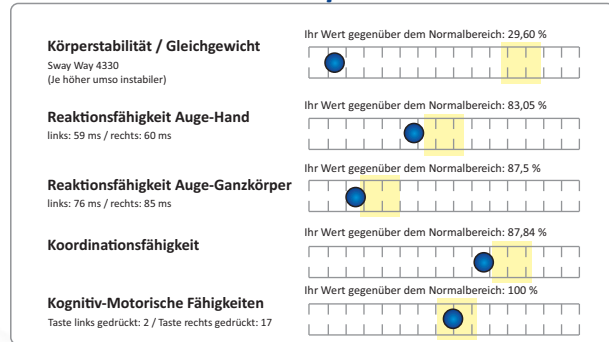 Ihr Wert gegenüber dem Normalbereich: 29,60 %
Körperstabilität / Gleichgewicht
Sway Way 4330
(Je höher umso instabiler)
Ihr Wert gegenüber dem Normalbereich: 83,05 %
Reaktionsfähigkeit Auge-Hand
links: 59 ms / rechts: 60 ms
Ihr Wert gegenüber dem Normalbereich: 87,5 %
Reaktionsfähigkeit Auge-Ganzkörper
links: 76 ms / rechts: 85 ms
Ihr Wert gegenüber dem Normalbereich: 87,84 %
Koordinationsfähigkeit
Ihr Wert gegenüber dem Normalbereich: 100 %
Kognitiv-Motorische Fähigkeiten
Taste links gedrückt: 2 / Taste rechts gedrückt: 17